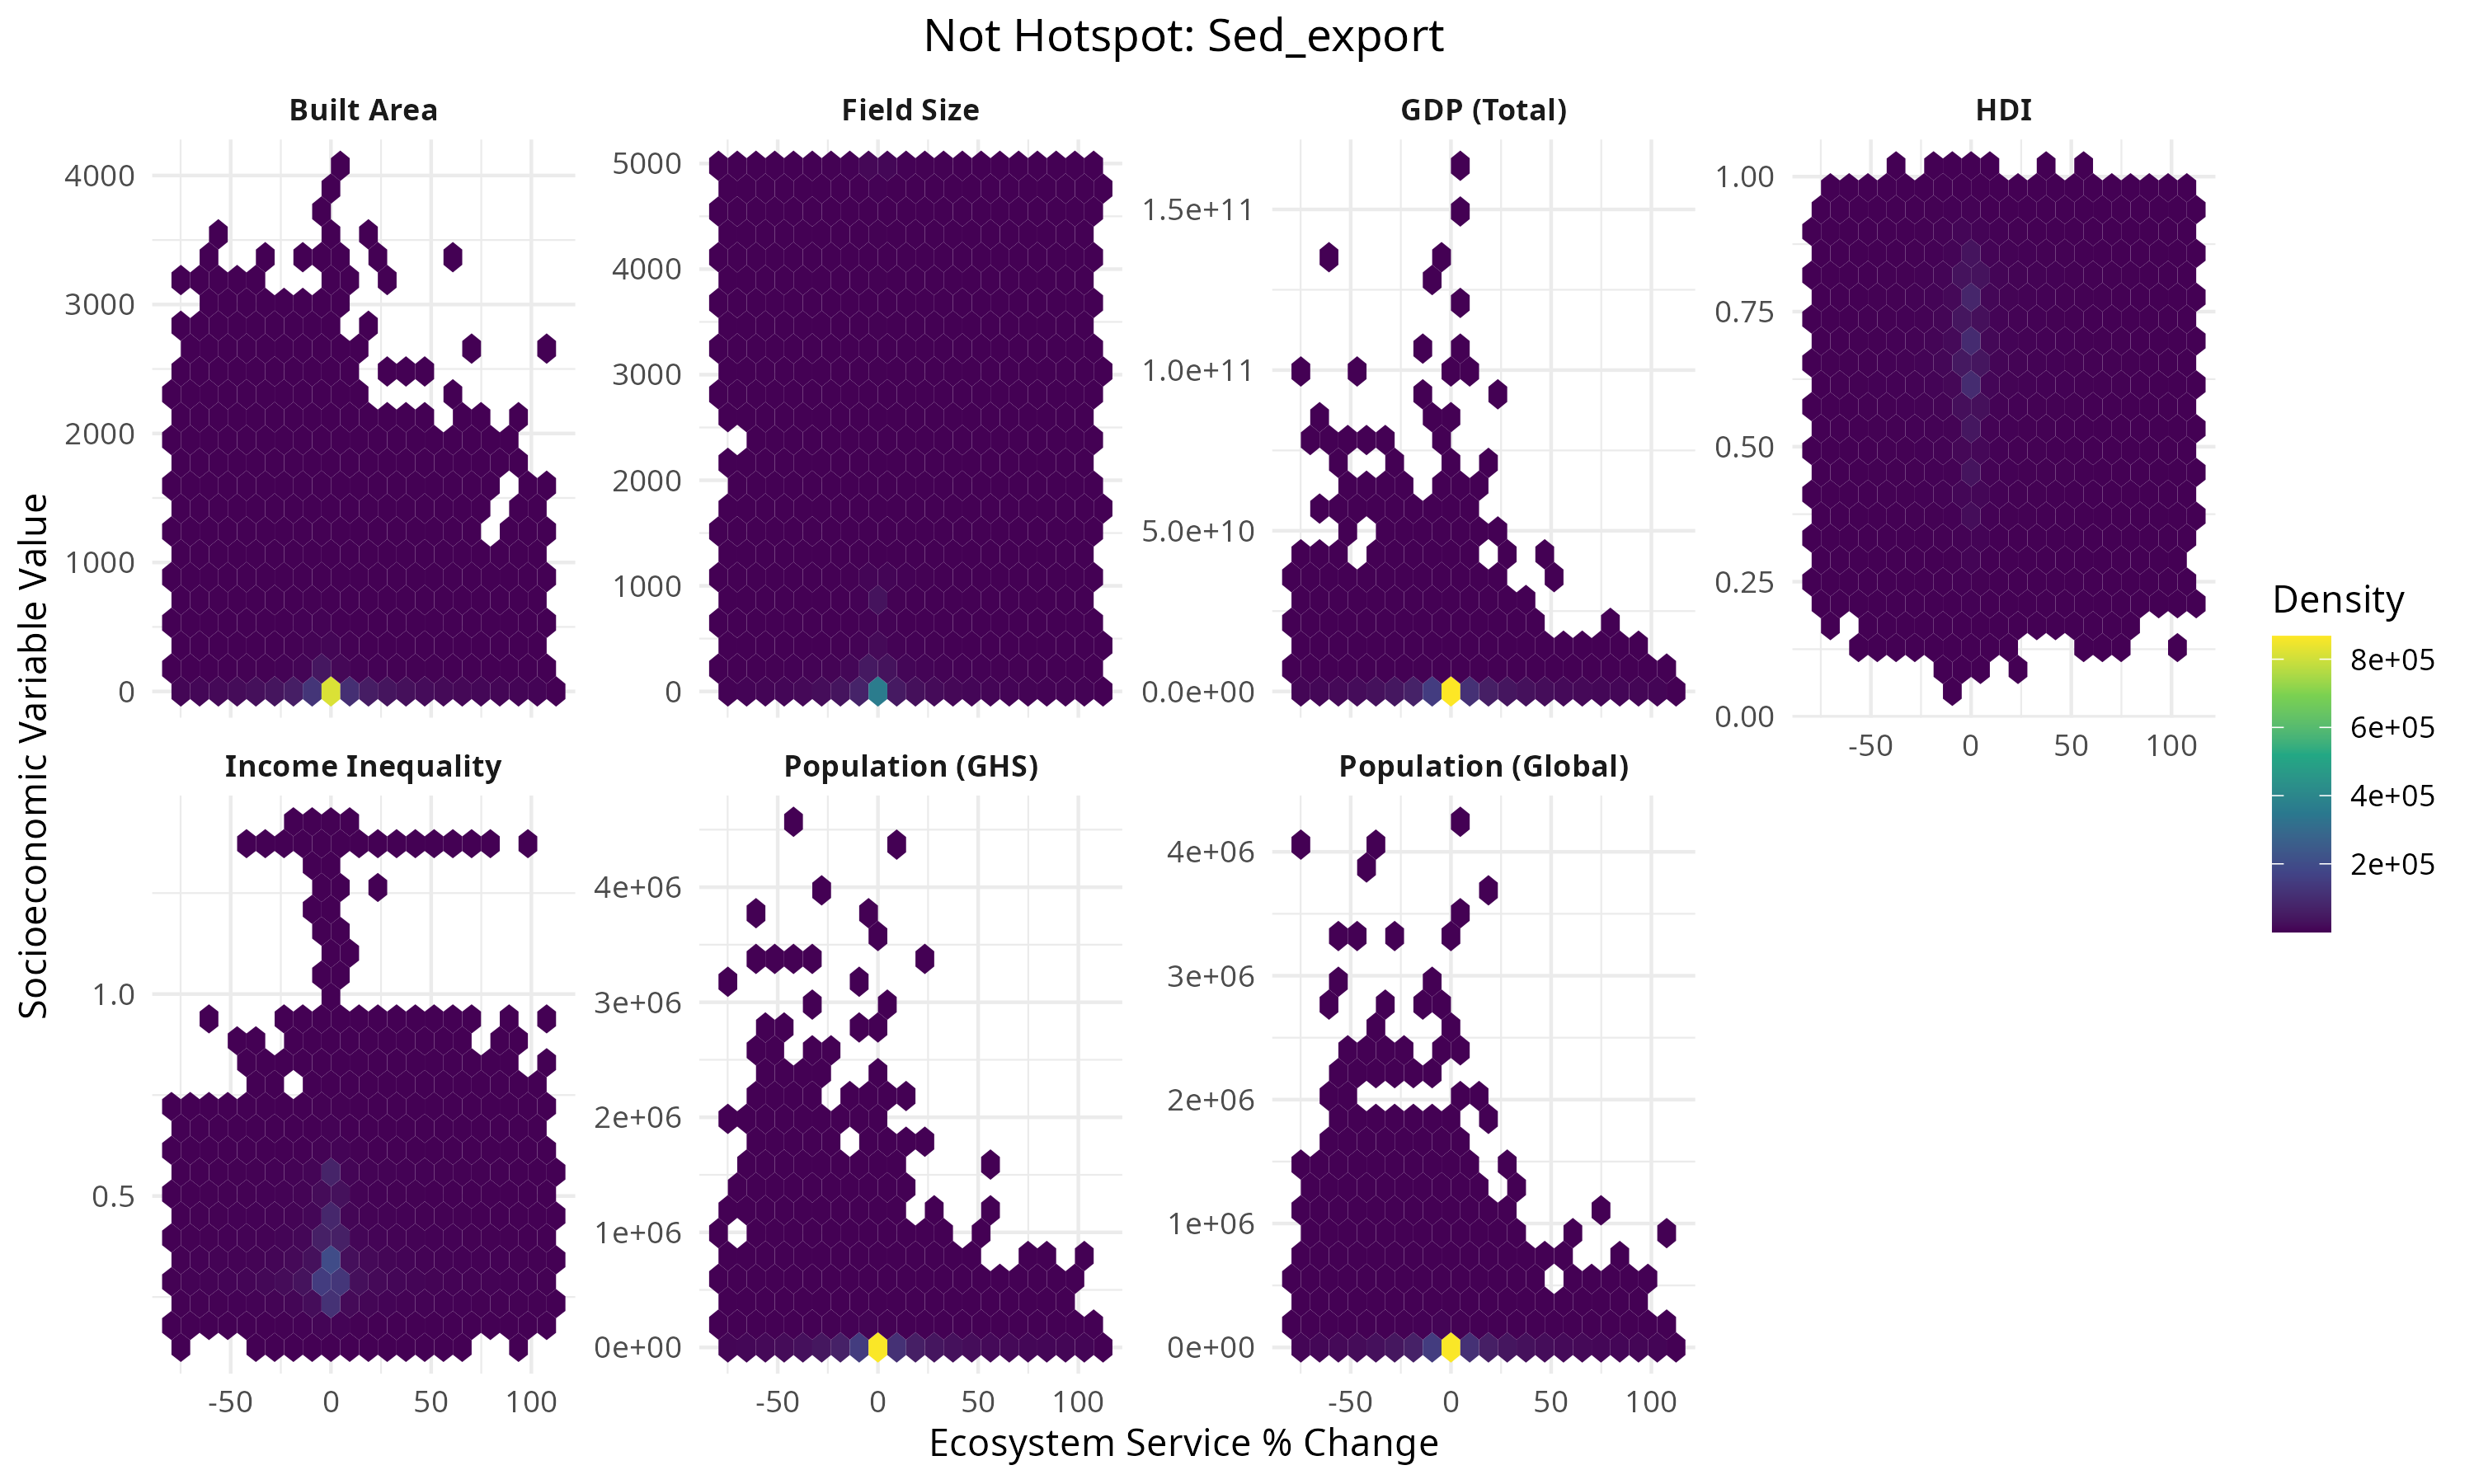 Not Hotspot: Sed_export
Built Area
Field Size
GDP (Total)
HDI
4000
3000
2000
1000
0
5000
4000
3000
2000
1000
0
1.5e+11
1.0e+11
5.0e+10
0.0e+00
1.00
0.75
0.50
0.25
0.00
-50 0 50 100
Income Inequality
Population (GHS)
Population (Global)
1.0
0.5
4e+06
3e+06
2e+06
1e+06
0e+00
4e+06
3e+06
2e+06
1e+06
0e+00
-50 0 50 100
-50 0 50 100
-50 0 50 100
Ecosystem Service % Change
Socioeconomic Variable Value
Density
8e+05
6e+05
4e+05
2e+05